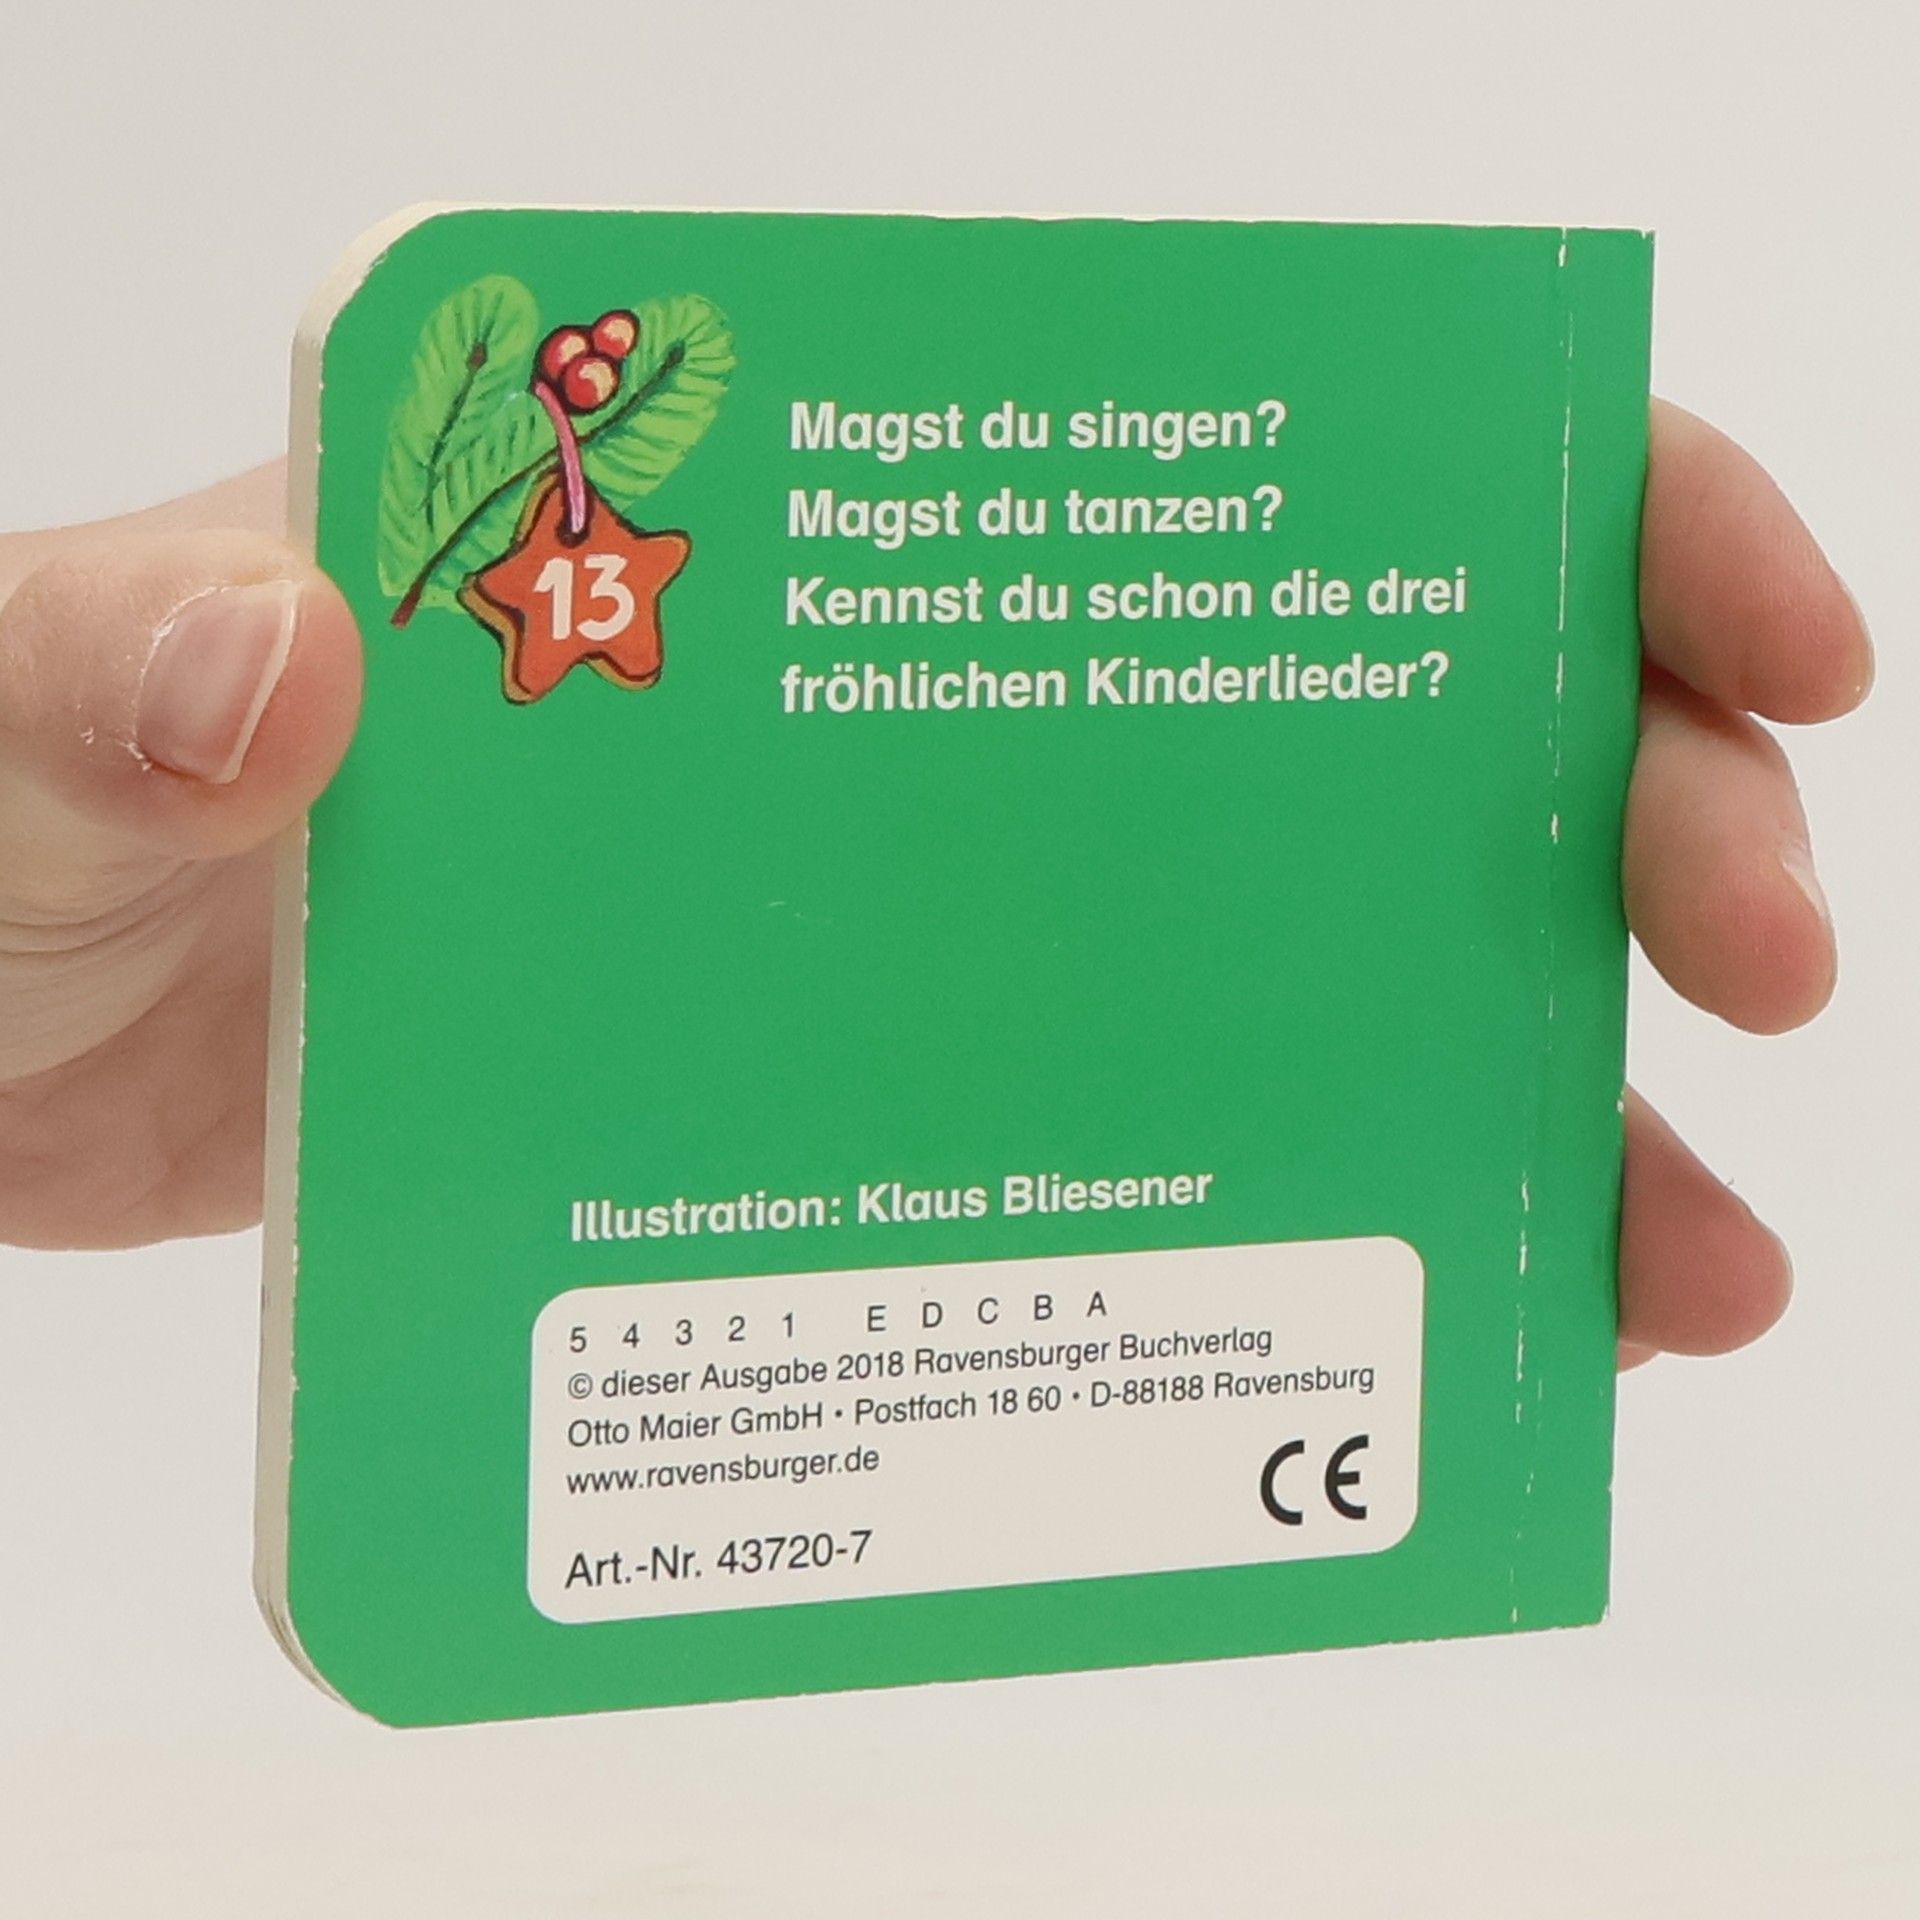 13
Magst du singen?
Magst du tanzen?
Kennst du schon die drei
fröhlichen Kinderlieder?
Illustration: Klaus Bliesener
5 4 3 2 1 E D C B A
© dieser Ausgabe 2018 Ravensburger Buchverlag
Otto Maier GmbH • Postfach 18 60 • D-88188 Ravensburg
www.ravensburger.de
CE
Art.-Nr. 43720-7